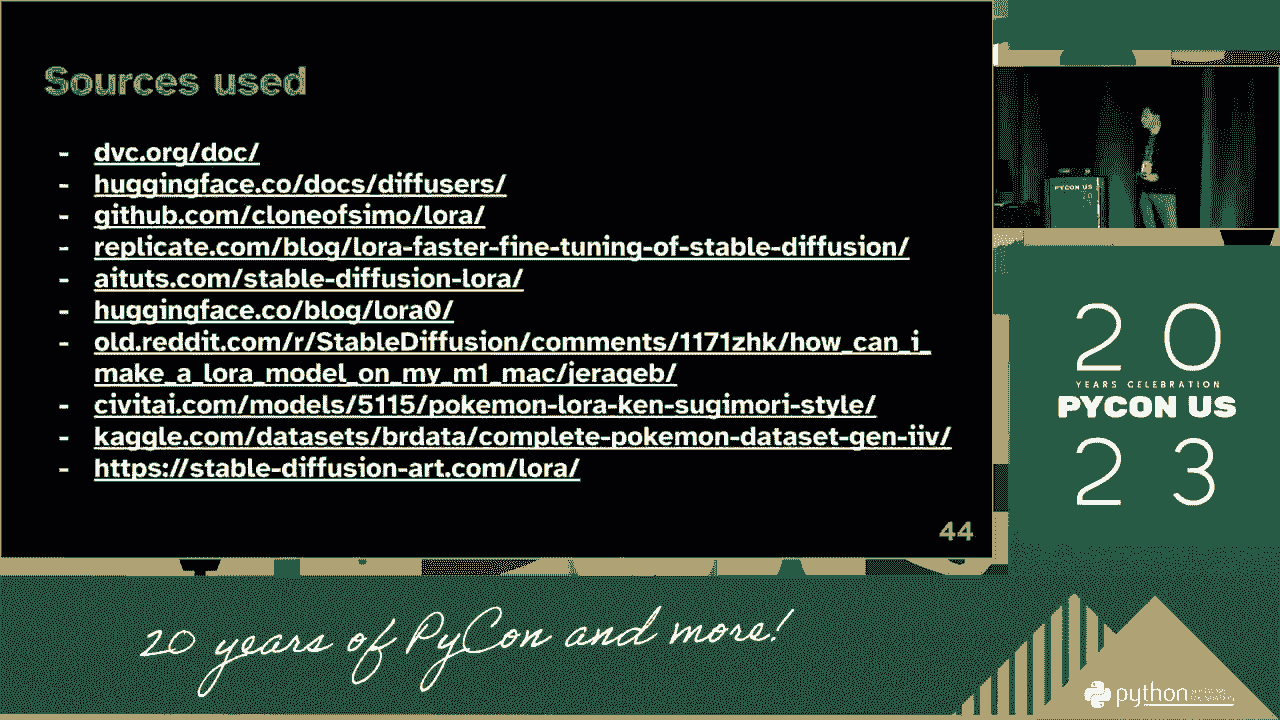 Sources used
- dvc.org/doc/
- huggingface.co/docs/diffusers/
- github.com/cloneofsimo/lora/
- replicate.com/blog/lora-faster-fine-tuning-of-stable-diffusion/
- aituts.com/stable-diffusion-lora/
- huggingface.co/blog/lora0/
- old.reddit.com/r/StableDiffusion/comments/1171zhk/how_can_i_
make_a_lora_model_on_my_m1_mac/jeraqeb/
- civitai.com/models/5115/pokemon-lora-ken-sugimori-style/
- kaggle.com/datasets/brdata/complete-pokemon-dataset-gen-iiv/
- https://stable-diffusion-art.com/lora/
44
PYCON US
20
YEARS CELEBRATION
PYCON US
23
20 years of PyCon and more!
python